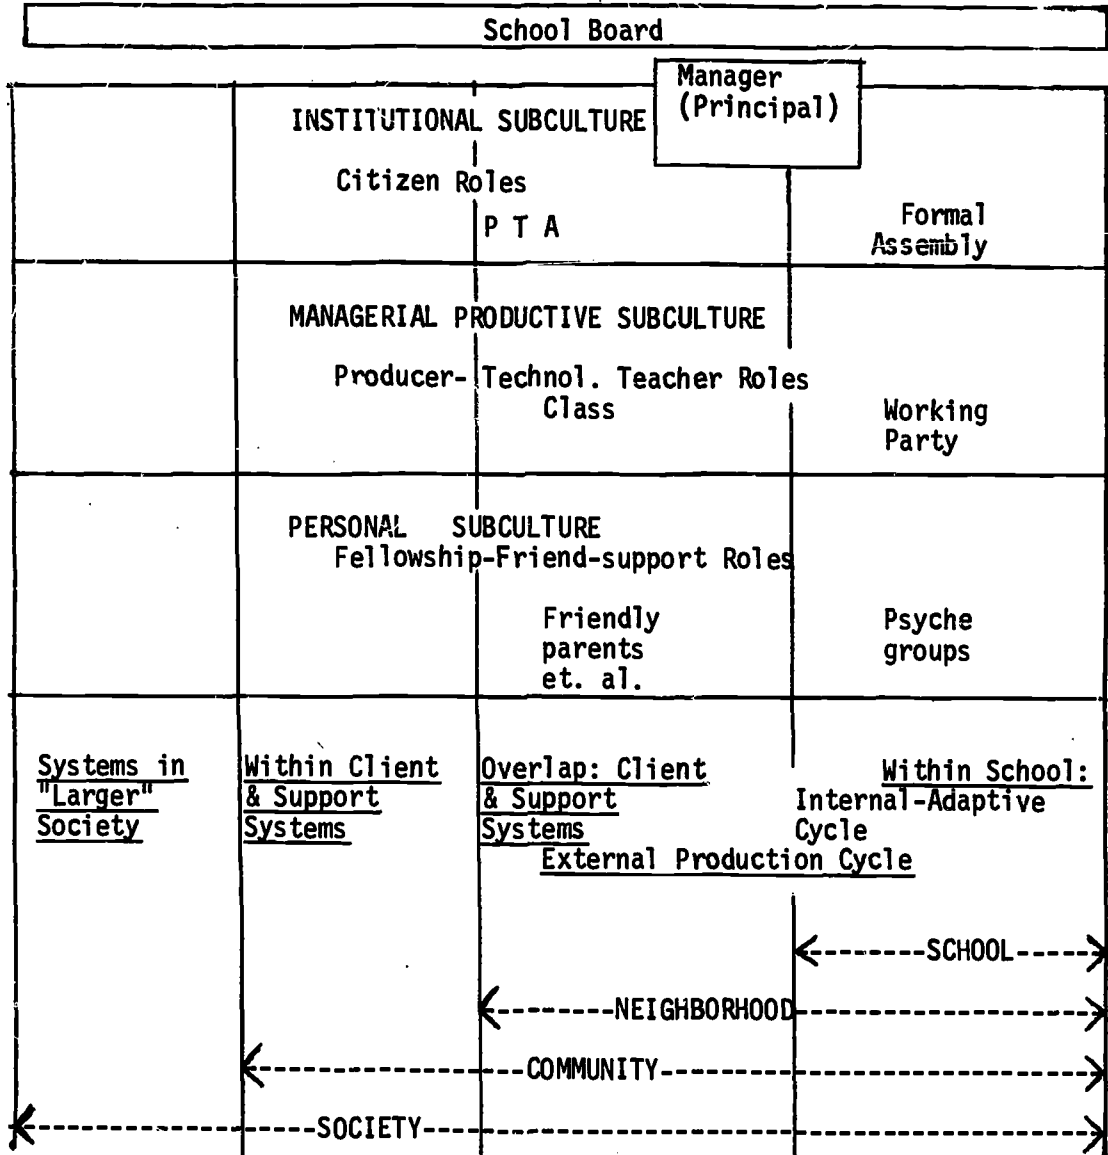 School Board
Manager
(Principal)
INSTITUTIONAL SUBCULTURE
Citizen Roles
P T A
Formal
Assembly
MANAGERIAL PRODUCTIVE SUBCULTURE
Producer- Technol. Teacher Roles
Class
Working
Party
PERSONAL SUBCULTURE
Fellowship-Friend-support Roles
Friendly
parents
et. al.
Psyche
groups
Systems in
"Larger"
Society
Within Client
& Support
Systems
Overlap: Client
& Support
Systems
External Production Cycle
Within School:
Internal-Adaptive
Cycle
SCHOOL
NEIGHBORHOOD
COMMUNITY
SOCIETY